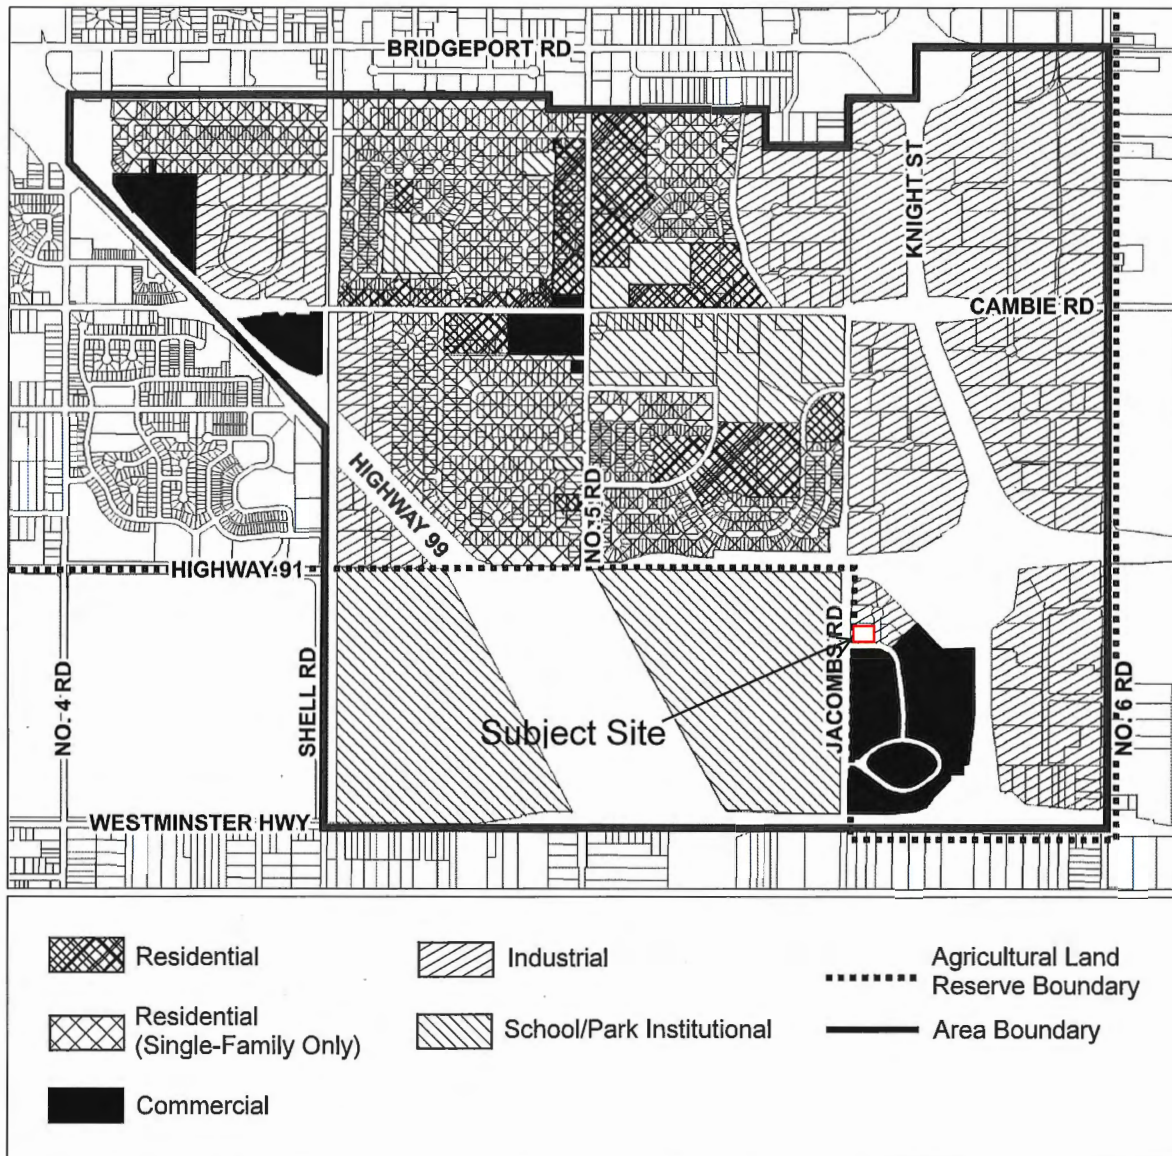 BRIDGEPORT RD
KNIGHT ST
CAMBIE RD
HIGHWAY 99
NO. 5 RD
HIGHWAY 91
NO. 4 RD
SHELL RD
JACOMBS RD
NO. 6 RD
Subject Site
WESTMINSTER HWY
Residential
Industrial
Agricultural Land
Reserve Boundary
Residential
(Single-Family Only)
School/Park Institutional
Area Boundary
Commercial